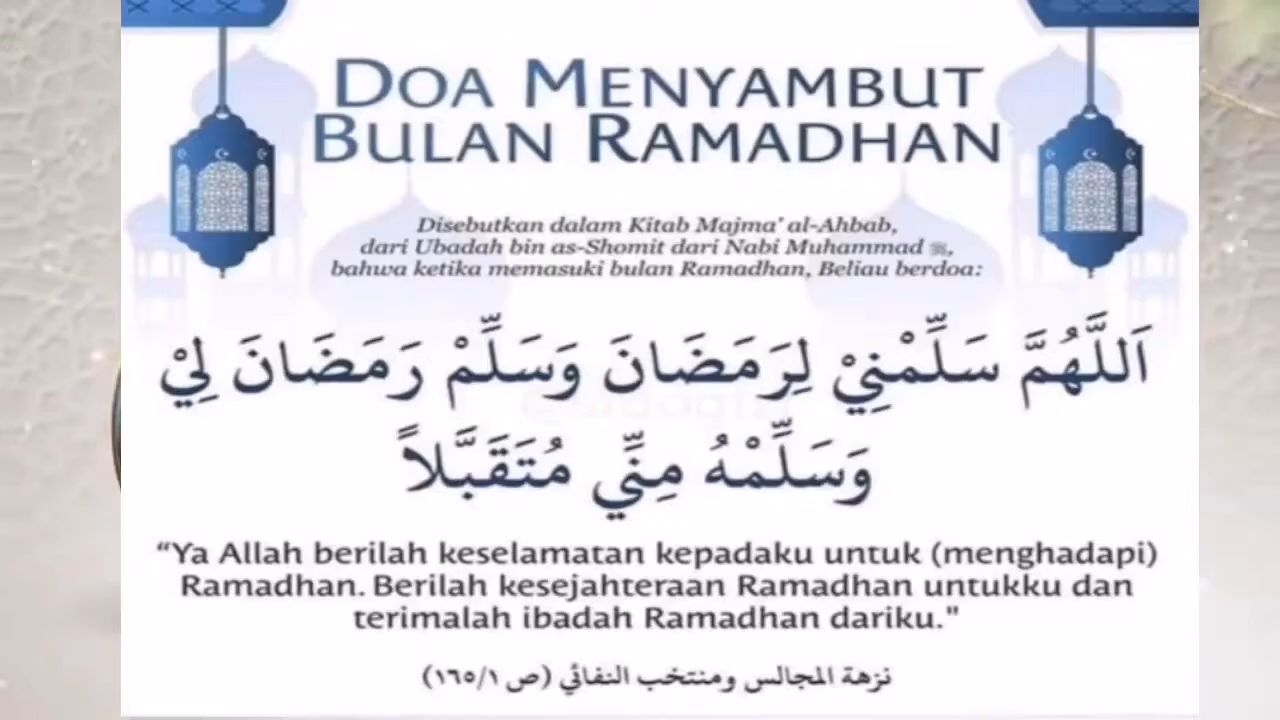 DOA MENYAMBUT
BULAN RAMADHAN
Disebutkan dalam Kitab Majma' al-Ahbab,
dari Ubadah bin as-Shomit dari Nabi Muhammad ﷺ,
bahwa ketika memasuki bulan Ramadhan, Beliau berdoa:
اَللَّهُمَّ سَلِّمْنِيْ لِرَمَضَانَ وَسَلِّمْ رَمَضَانَ لِيْ
وَسَلِّمْهُ مِنِّي مُتَقَبَّلاً
“Ya Allah berilah keselamatan kepadaku untuk (menghadapi)
Ramadhan. Berilah kesejahteraan Ramadhan untukku dan
terimalah ibadah Ramadhan dariku."
نزهة المجالس ومنتخب النفائي (ص ١٦٥/١)